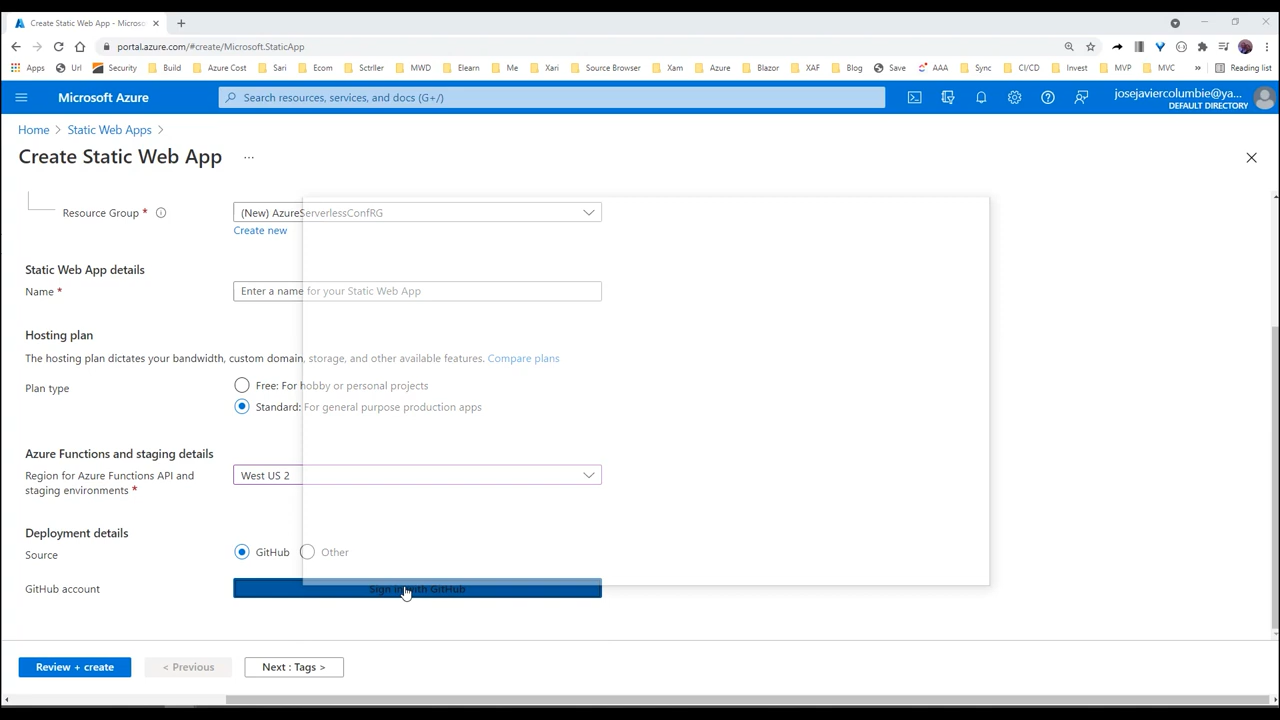 Create Static Web App - Microso
portal.azure.com/#create/Microsoft.StaticApp
Apps Url Security Build Azure Cost Sari Ecom Sctrller MWD Elearn Me Xari Source Browser Xam Azure Blazor XAF Blog Save AAA Sync CI/CD Invest MVP MVC » Reading list
Microsoft Azure
Search resources, services, and docs (G+/)
josejaviercolumbie@ya...
DEFAULT DIRECTORY
Home > Static Web Apps >
Create Static Web App ...
Resource Group * (New) AzureServerlessConfRG
Create new
Static Web App details
Name * Enter a name for your Static Web App
Hosting plan
The hosting plan dictates your bandwidth, custom domain, storage, and other available features. Compare plans
Plan type Free: For hobby or personal projects
Standard: For general purpose production apps
Azure Functions and staging details
Region for Azure Functions API and
staging environments * West US 2
Deployment details
Source GitHub Other
GitHub account Sign in with GitHub
Review + create < Previous Next : Tags >